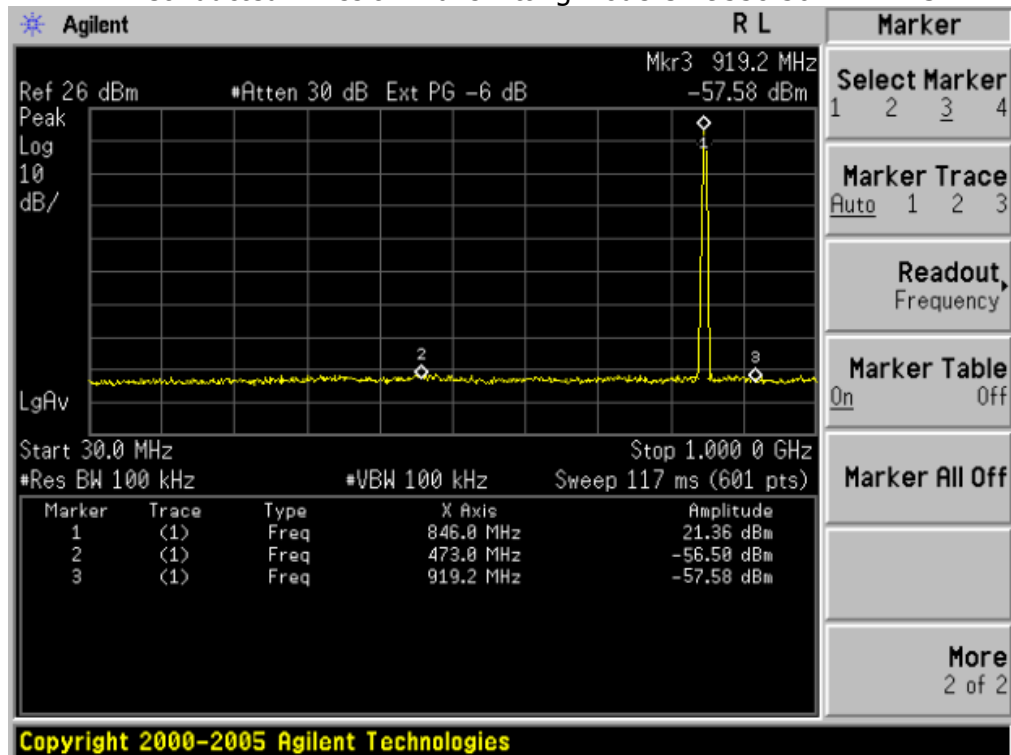 Agilent R L Marker
Mkr3 919.2 MHz
Ref 26 dBm #Atten 30 dB Ext PG -6 dB -57.58 dBm
Peak
Log
10
dB/
1
2
3
LgAv
Start 30.0 MHz Stop 1.000 0 GHz
#Res BW 100 kHz #VBW 100 kHz Sweep 117 ms (601 pts)
Marker Trace Type X Axis Amplitude
1 (1) Freq 846.0 MHz 21.36 dBm
2 (1) Freq 473.0 MHz -56.50 dBm
3 (1) Freq 919.2 MHz -57.58 dBm
Select Marker
1 2 3 4
Marker Trace
Auto 1 2 3
Readout
Frequency
Marker Table
On Off
Marker All Off
More
2 of 2
Copyright 2000-2005 Agilent Technologies